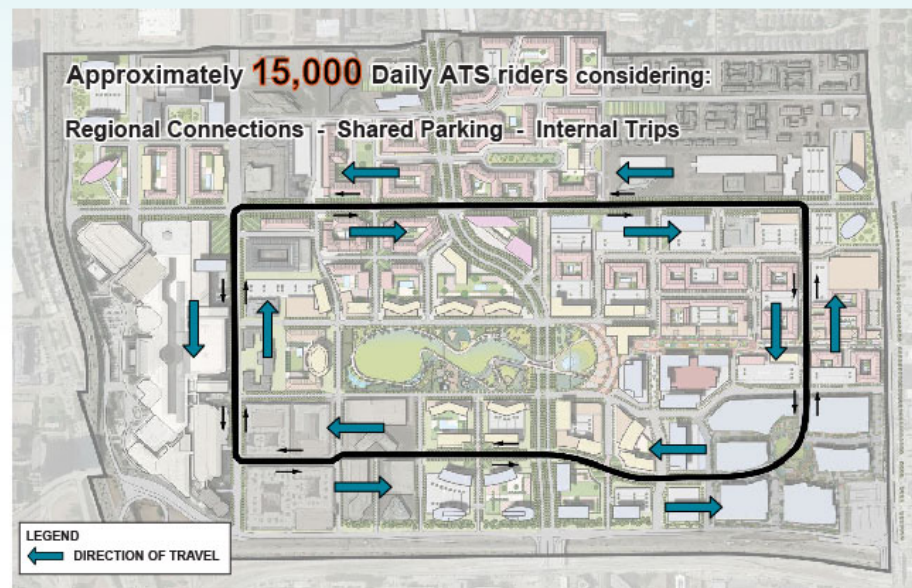 Approximately 15,000 Daily ATS riders considering:
Regional Connections - Shared Parking - Internal Trips
LEGEND
DIRECTION OF TRAVEL